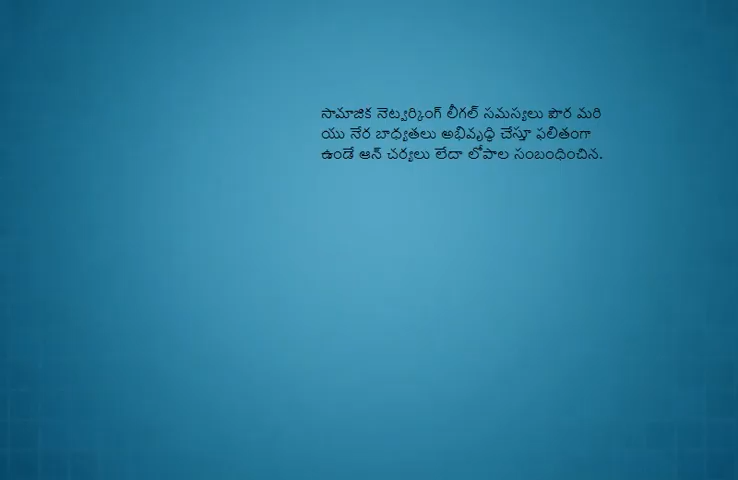 సామాజిక నెట్వర్కింగ్ లీగల్ సమస్యలు పౌర మరి
యు నేర బాధ్యతలు అభివృద్ధి చేస్తూ ఫలితంగా
ఉండే ఆన్ చర్యలు లేదా లోపాల సంబంధించిన.